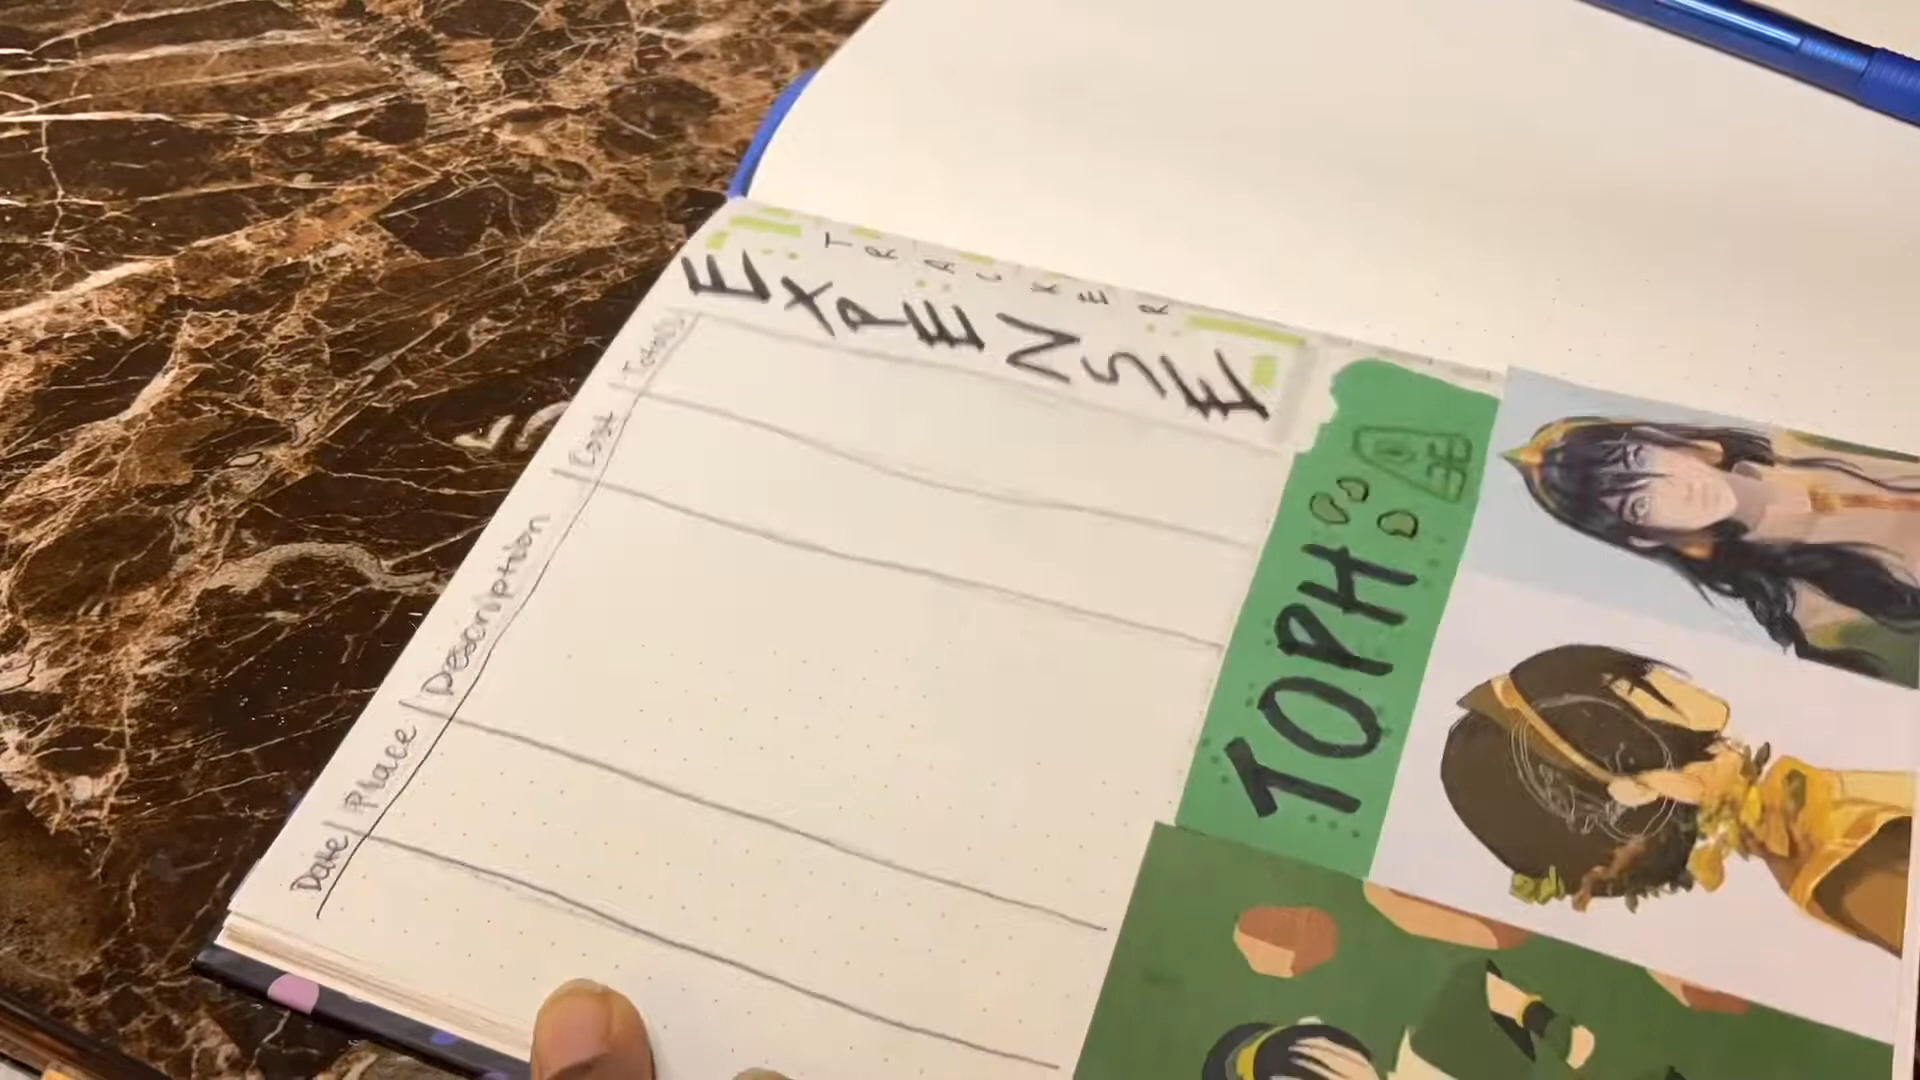 EXPENSE
TRACKER
Date | Place | Description | Cost | Total
TOPH